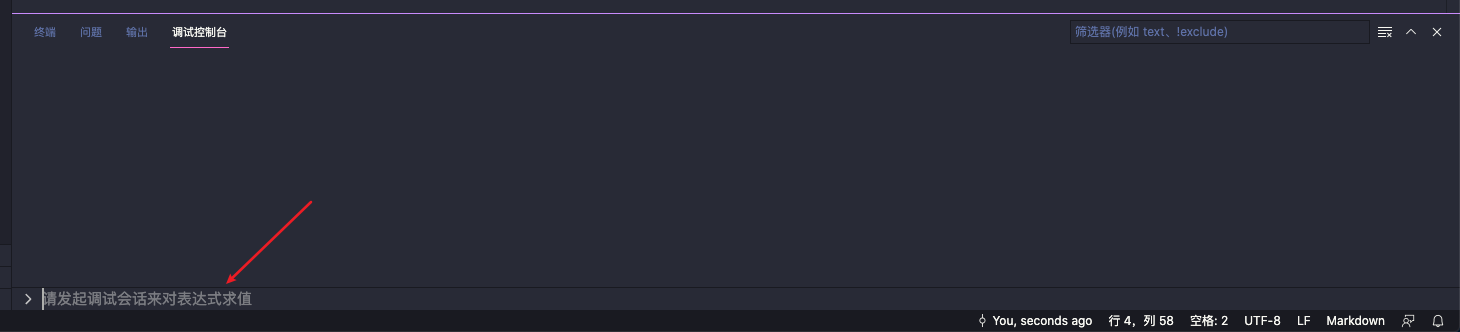 终端 问题 输出 调试控制台 筛选器(例如 text、!exclude)
请发起调试会话来对表达式求值
You, seconds ago 行 4，列 58 空格: 2 UTF-8 LF Markdown